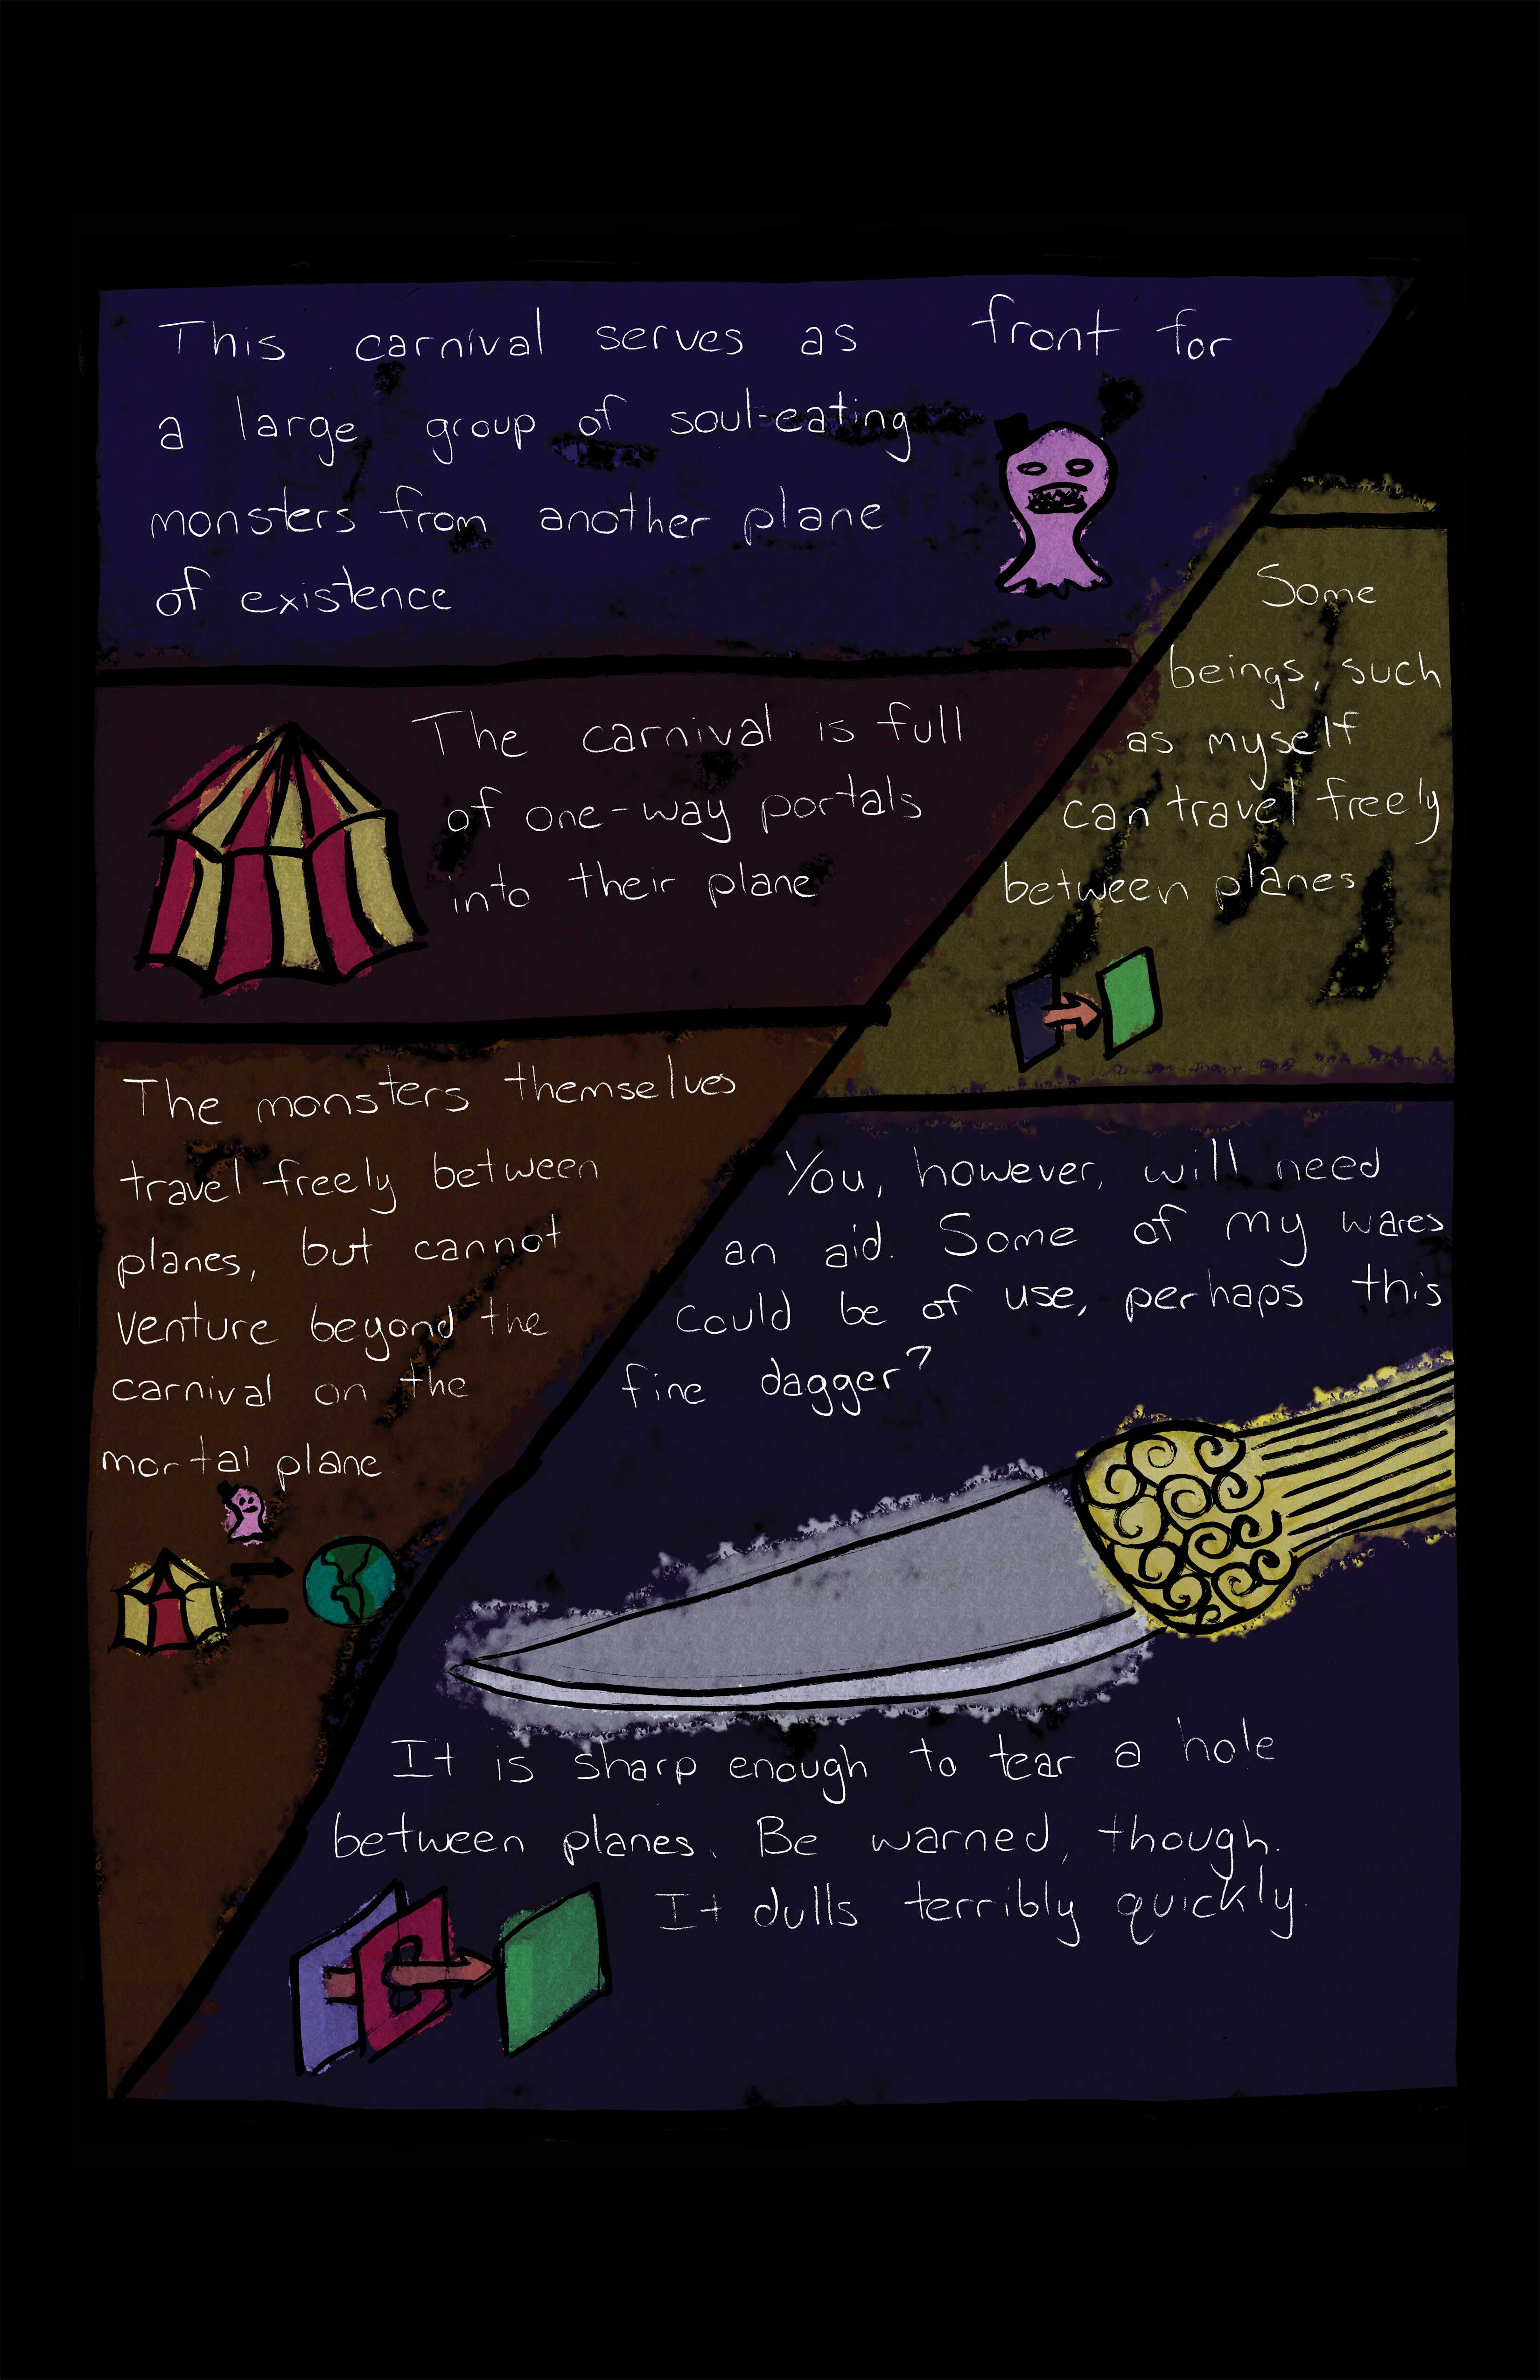 This carnival serves as front for
a large group of soul-eating
monsters from another plane
of existence
The carnival is full
of one-way portals
into their plane
The monsters themselves
travel freely between
planes, but cannot
venture beyond the
carnival on the
mortal plane
Some
beings, such
as myself
can travel freely
between planes
You, however, will need
an aid. Some of my wares
could be of use, perhaps this
fine dagger?
It is sharp enough to tear a hole
between planes. Be warned, though.
It dulls terribly quickly.